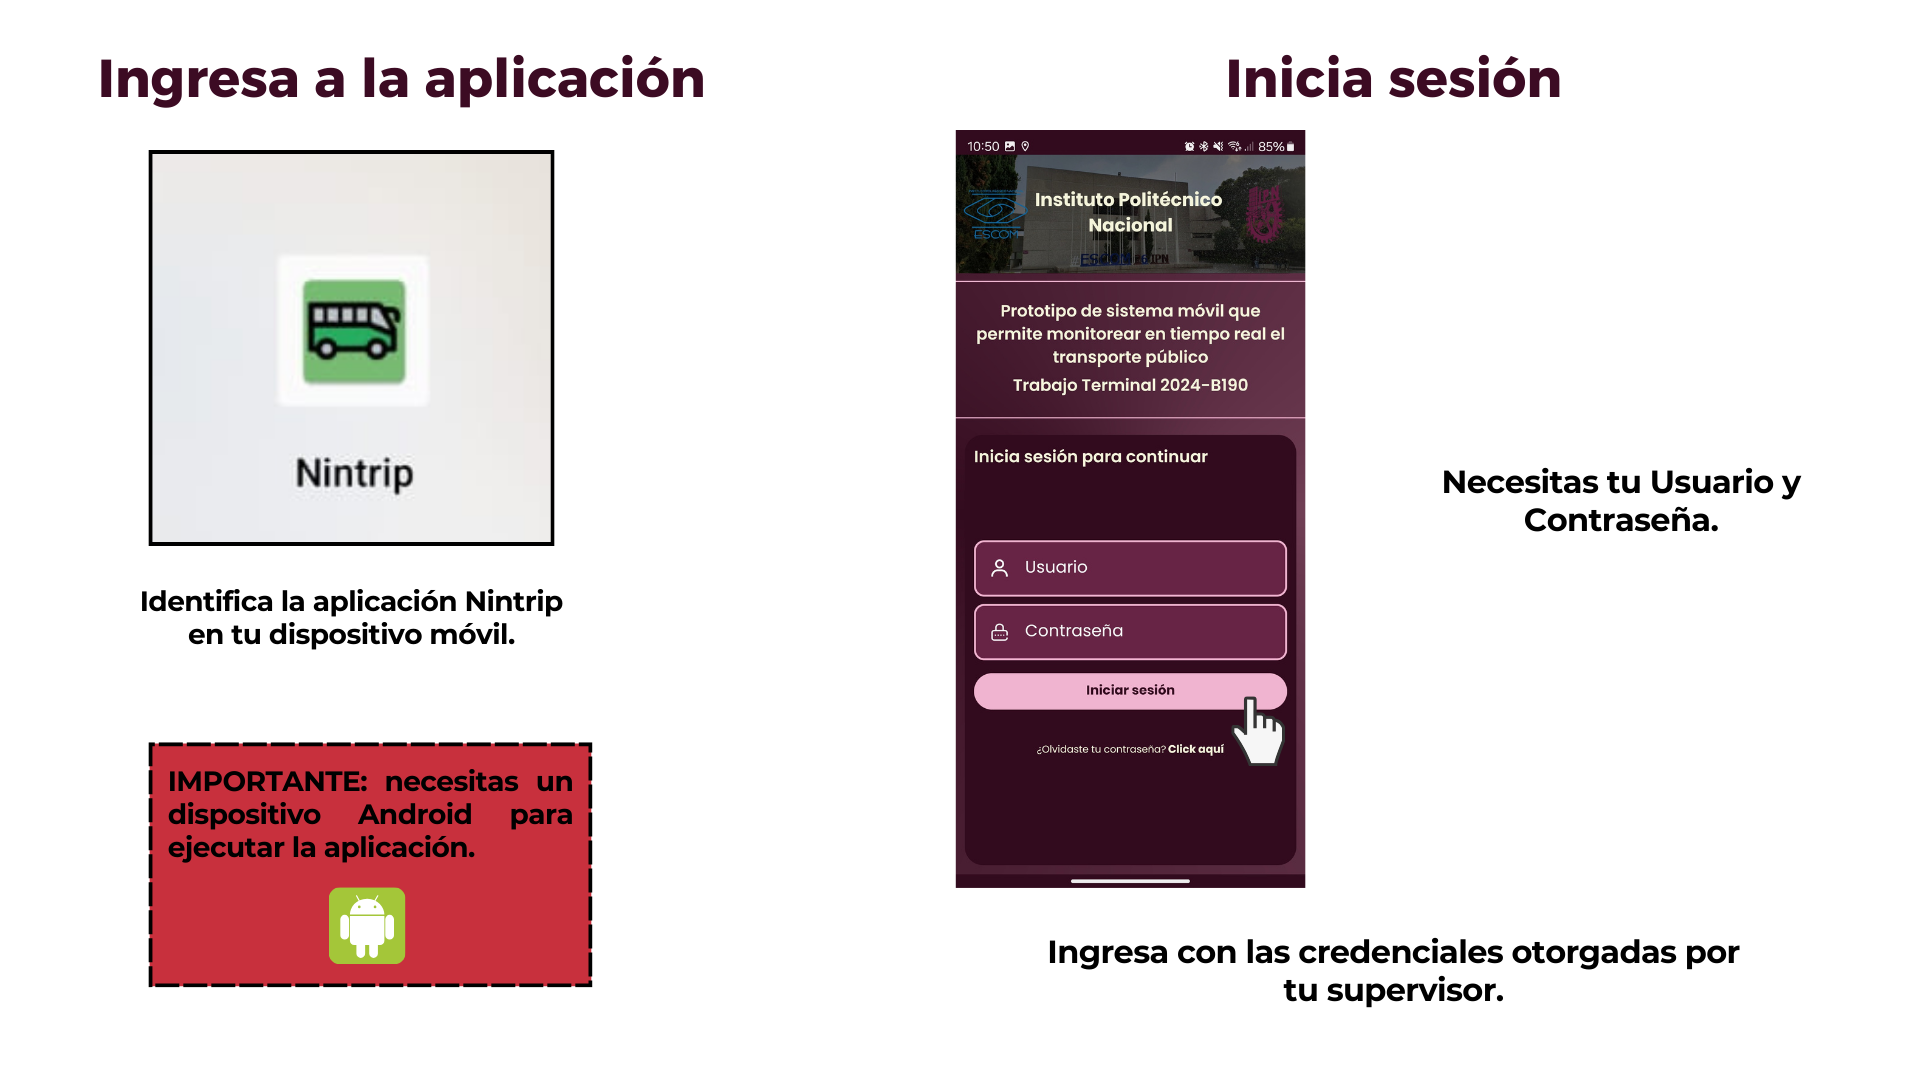 Ingresa a la aplicación
Nintrip
Identifica la aplicación Nintrip
en tu dispositivo móvil.
IMPORTANTE: necesitas un
dispositivo Android para
ejecutar la aplicación.
Inicia sesión
10:50
85%
Instituto Politécnico
Nacional
ESCOM
Prototipo de sistema móvil que
permite monitorear en tiempo real el
transporte público
Trabajo Terminal 2024-B190
Inicia sesión para continuar
Usuario
Contraseña
Iniciar sesión
¿Olvidaste tu contraseña? Click aquí
Necesitas tu Usuario y
Contraseña.
Ingresa con las credenciales otorgadas por
tu supervisor.